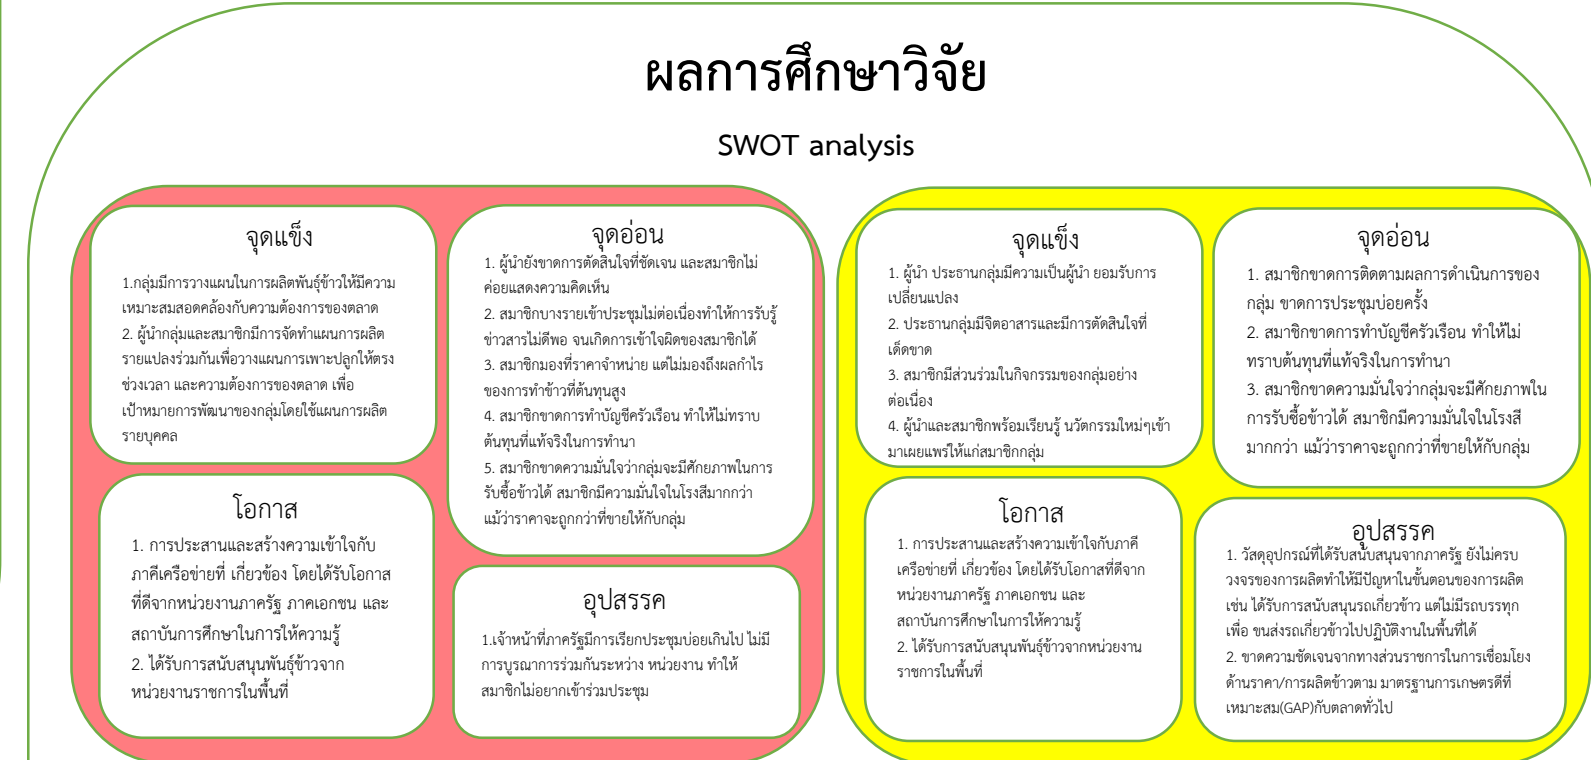 ผลการศึกษาวิจัย
SWOT analysis
จุดแข็ง
1.กลุ่มมีการวางแผนในการผลิตพันธุ์ข้าวให้มีความ
เหมาะสมสอดคล้องกับความต้องการของตลาด
2. ผู้นำกลุ่มและสมาชิกมีการจัดทำแผนการผลิต
รายแปลงร่วมกันเพื่อวางแผนการเพาะปลูกให้ตรง
ช่วงเวลา และความต้องการของตลาด เพื่อ
เป้าหมายการพัฒนาของกลุ่มโดยใช้แผนการผลิต
รายบุคคล
จุดอ่อน
1. ผู้นำยังขาดการตัดสินใจที่ชัดเจน และสมาชิกไม่
ค่อยแสดงความคิดเห็น
2. สมาชิกบางรายเข้าประชุมไม่ต่อเนื่องทำให้การรับรู้
ข่าวสารไม่ดีพอ จนเกิดการเข้าใจผิดของสมาชิกได้
3. สมาชิกมองที่ราคาจำหน่าย แต่ไม่มองถึงผลกำไร
ของการทำข้าวที่ต้นทุนสูง
4. สมาชิกขาดการทำบัญชีครัวเรือน ทำให้ไม่ทราบ
ต้นทุนที่แท้จริงในการทำนา
5. สมาชิกขาดความมั่นใจว่ากลุ่มจะมีศักยภาพในการ
รับซื้อข้าวได้ สมาชิกมีความมั่นใจในโรงสีมากกว่า
แม้ว่าราคาจะถูกกว่าที่ขายให้กับกลุ่ม
โอกาส
1. การประสานและสร้างความเข้าใจกับ
ภาคีเครือข่ายที่ เกี่ยวข้อง โดยได้รับโอกาส
ที่ดีจากหน่วยงานภาครัฐ ภาคเอกชน และ
สถาบันการศึกษาในการให้ความรู้
2. ได้รับการสนับสนุนพันธุ์ข้าวจาก
หน่วยงานราชการในพื้นที่
อุปสรรค
1.เจ้าหน้าที่ภาครัฐมีการเรียกประชุมบ่อยเกินไป ไม่มี
การบูรณาการร่วมกันระหว่าง หน่วยงาน ทำให้
สมาชิกไม่อยากเข้าร่วมประชุม
จุดแข็ง
1. ผู้นำ ประธานกลุ่มมีความเป็นผู้นำ ยอมรับการ
เปลี่ยนแปลง
2. ประธานกลุ่มมีจิตอาสารและมีการตัดสินใจที่
เด็ดขาด
3. สมาชิกมีส่วนร่วมในกิจกรรมของกลุ่มอย่าง
ต่อเนื่อง
4. ผู้นำและสมาชิกพร้อมเรียนรู้ นวัตกรรมใหม่ๆเข้า
มาเผยแพร่ให้แก่สมาชิกกลุ่ม
จุดอ่อน
1. สมาชิกขาดการติดตามผลการดำเนินการของ
กลุ่ม ขาดการประชุมบ่อยครั้ง
2. สมาชิกขาดการทำบัญชีครัวเรือน ทำให้ไม่
ทราบต้นทุนที่แท้จริงในการทำนา
3. สมาชิกขาดความมั่นใจว่ากลุ่มจะมีศักยภาพใน
การรับซื้อข้าวได้ สมาชิกมีความมั่นใจในโรงสี
มากกว่า แม้ว่าราคาจะถูกกว่าที่ขายให้กับกลุ่ม
โอกาส
1. การประสานและสร้างความเข้าใจกับภาคี
เครือข่ายที่ เกี่ยวข้อง โดยได้รับโอกาสที่ดีจาก
หน่วยงานภาครัฐ ภาคเอกชน และ
สถาบันการศึกษาในการให้ความรู้
2. ได้รับการสนับสนุนพันธุ์ข้าวจากหน่วยงาน
ราชการในพื้นที่
อุปสรรค
1. วัสดุอุปกรณ์ที่ได้รับสนับสนุนจากภาครัฐ ยังไม่ครบ
วงจรของการผลิตทำให้มีปัญหาในขั้นตอนของการผลิต
เช่น ได้รับการสนับสนุนรถเกี่ยวข้าว แต่ไม่มีรถบรรทุก
เพื่อ ขนส่งรถเกี่ยวข้าวไปปฏิบัติงานในพื้นที่ได้
2. ขาดความชัดเจนจากทางส่วนราชการในการเชื่อมโยง
ด้านราคา/การผลิตข้าวตาม มาตรฐานการเกษตรดีที่
เหมาะสม(GAP)กับตลาดทั่วไป